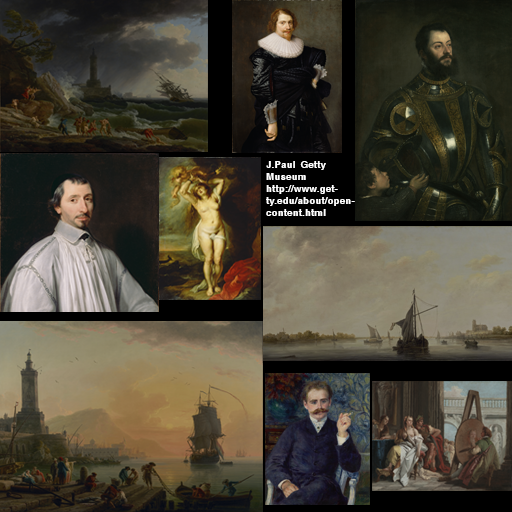 J.Paul Getty
Museum
http://www.get-
ty.edu/about/open-
content.html